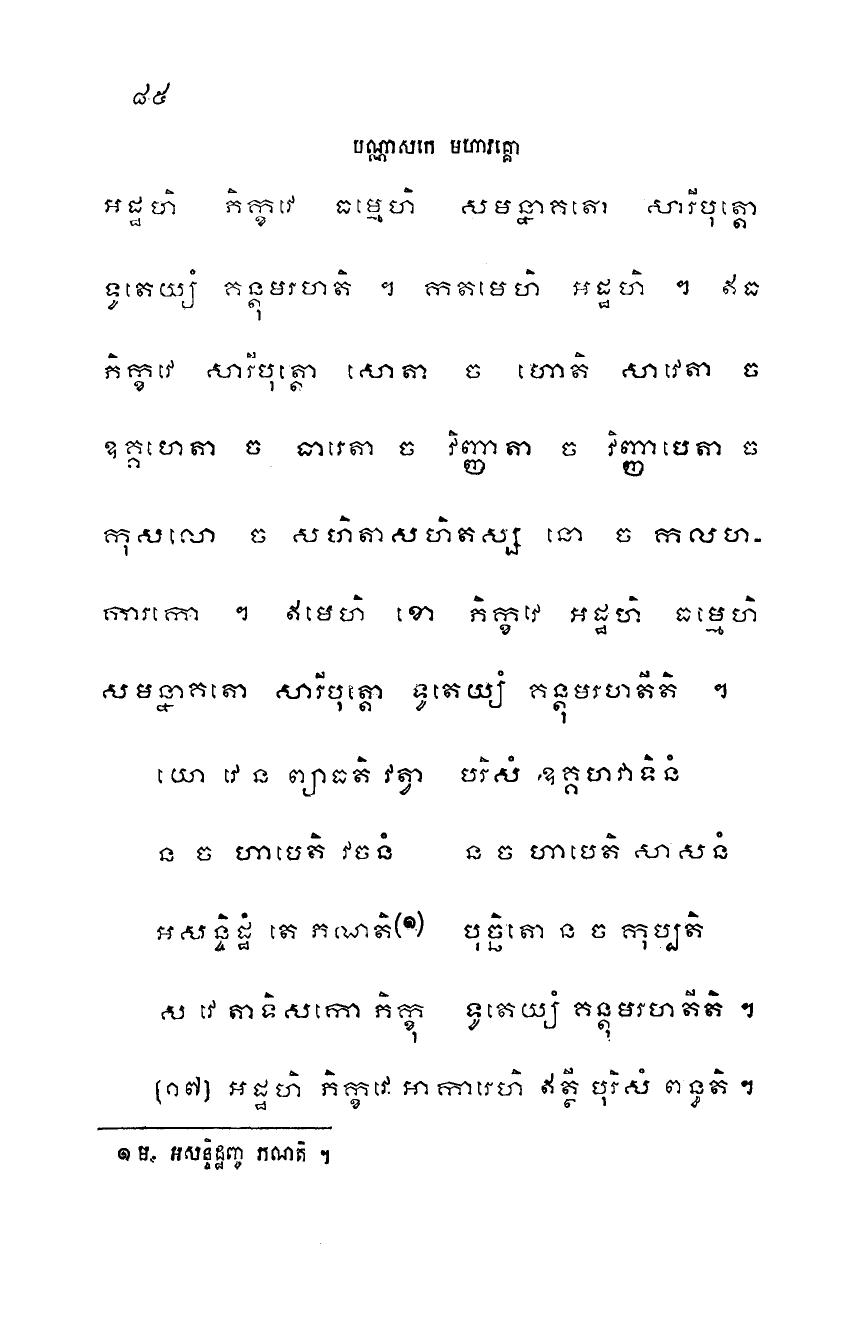 ៨៥
បណ្ណាសកេ មហាវគ្គោ
អដ្ឋហិ ភិក្ខវេ ធម្មេហិ សមន្នាគតោ សារីបុត្តោ
ទូតេយ្យំ គន្តុមរហតិ ។ កតមេហិ អដ្ឋហិ ។ ឥធ
ភិក្ខវេ សារីបុត្តោ សោតា ច ហោតិ សាវេតា ច
ឧគ្គហេតា ច ធារេតា ច វិញ្ញាតា ច វិញ្ញាបេតា ច
កុសលោ ច សហិតាសហិតស្ស នោ ច កលហ-
ការកោ ។ ឥមេហិ ខោ ភិក្ខវេ អដ្ឋហិ ធម្មេហិ
សមន្នាគតោ សារីបុត្តោ ទូតេយ្យំ គន្តុមរហតីតិ ។
យោ វេ ន ព្យាធតិ វត្វា បរិសំ ឧគ្គហវាទិនំ
ន ច ហាបេតិ វចនំ ន ច ហាបេតិ សាសនំ
អសន្ទិដ្ឋំ តេ ភណតិ(១) បុច្ឆិតោ ន ច កុប្បតិ
ស វេ តាទិសកោ ភិក្ខុ ទូតេយ្យំ គន្តុមរហតីតិ ។
[១៧] អដ្ឋហិ ភិក្ខវេ អាការេហិ ឥត្ថី បុរិសំ ពន្ធតិ ។
១ ម. អសន្ទិដ្ឋញ្ច ភណតិ ។